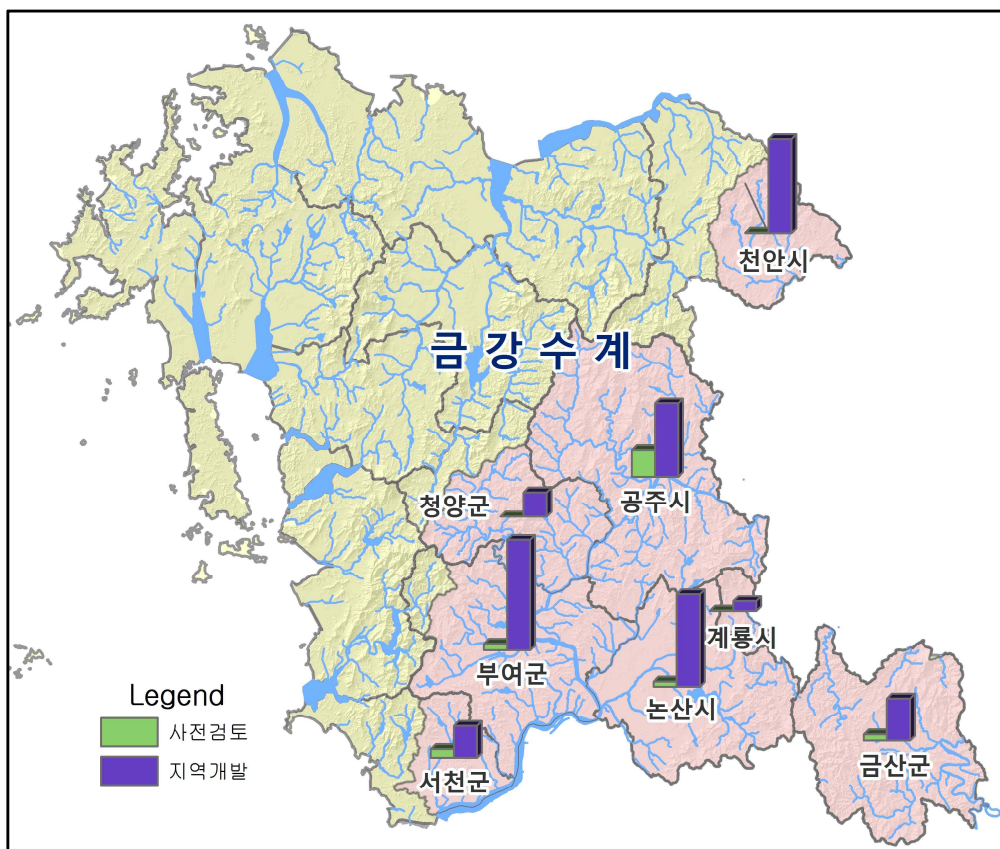 천안시
금강수계
공주시
청양군
계룡시
부여군
논산시
금산군
서천군
Legend
사전검토
지역개발